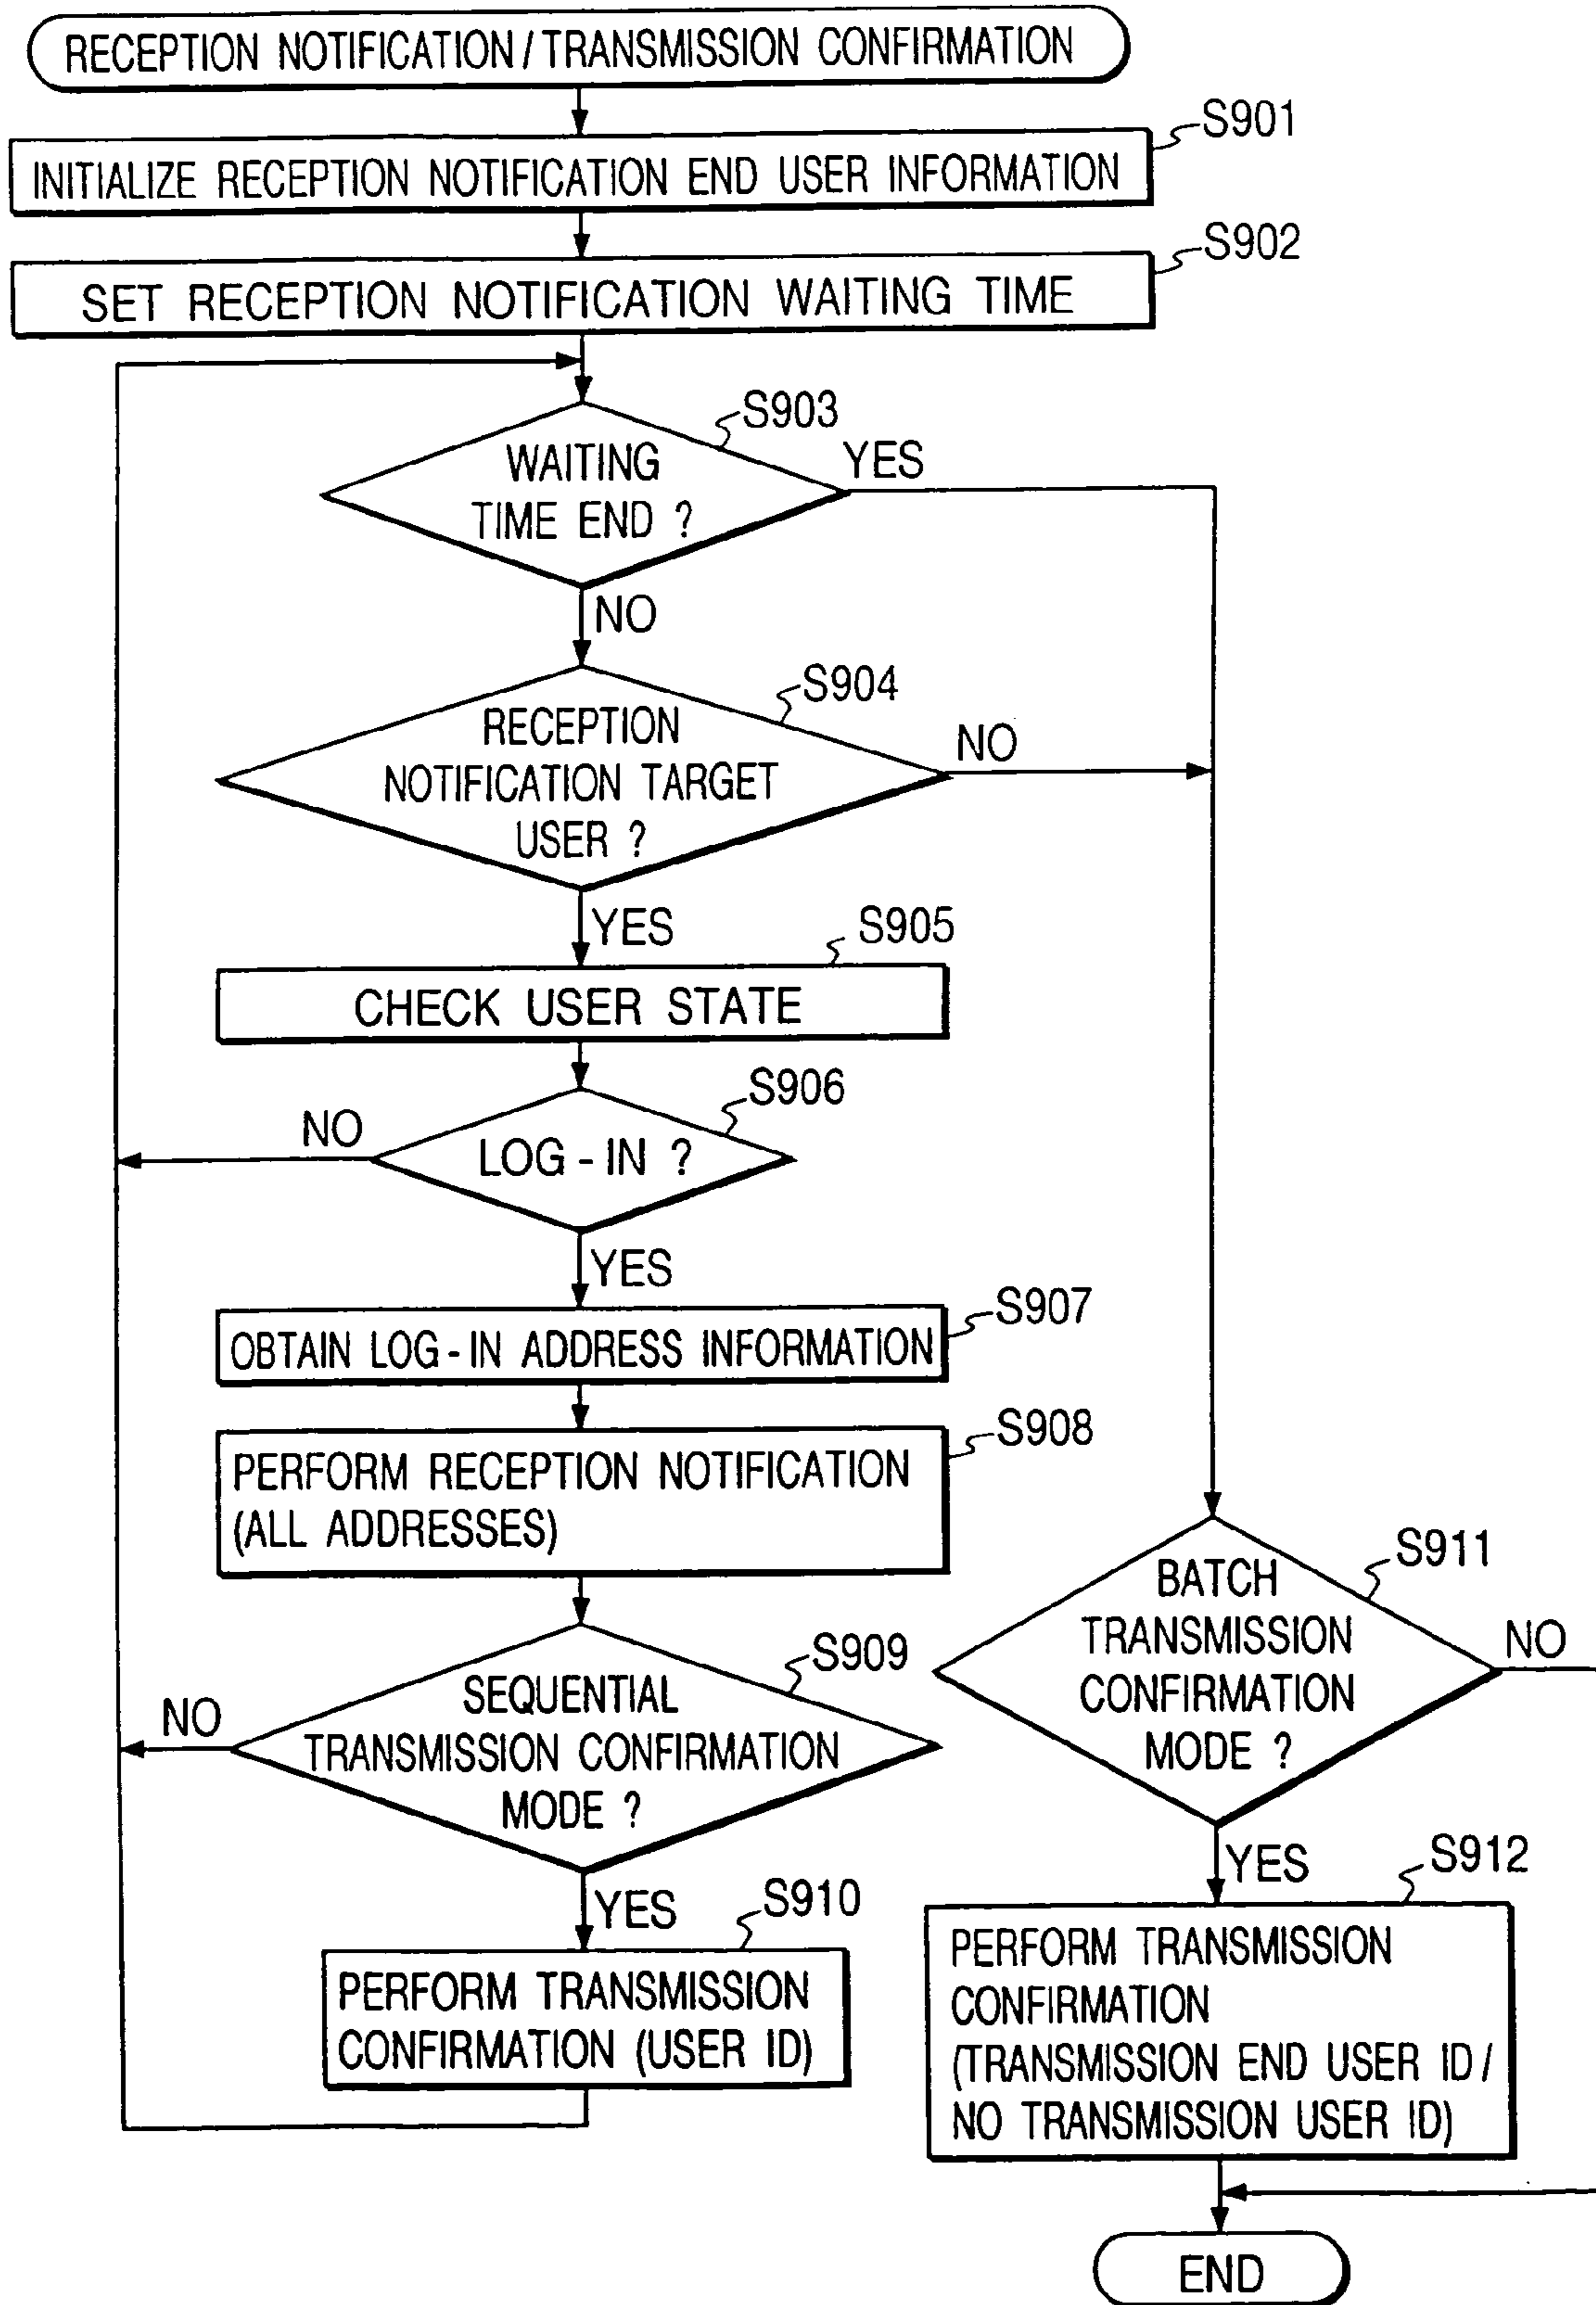 RECEPTION NOTIFICATION / TRANSMISSION CONFIRMATION
S901
INITIALIZE RECEPTION NOTIFICATION END USER INFORMATION
S902
SET RECEPTION NOTIFICATION WAITING TIME
S903
WAITING
TIME END ?
YES
NO
S904
RECEPTION
NOTIFICATION TARGET
USER ?
NO
YES
S905
CHECK USER STATE
S906
LOG - IN ?
NO
YES
S907
OBTAIN LOG - IN ADDRESS INFORMATION
S908
PERFORM RECEPTION NOTIFICATION
(ALL ADDRESSES)
S909
SEQUENTIAL
TRANSMISSION CONFIRMATION
MODE ?
NO
YES
S910
PERFORM TRANSMISSION
CONFIRMATION (USER ID)
S911
BATCH
TRANSMISSION
CONFIRMATION
MODE ?
NO
YES
S912
PERFORM TRANSMISSION
CONFIRMATION
(TRANSMISSION END USER ID /
NO TRANSMISSION USER ID)
END